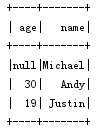 +----+-------+
| age|   name|
+----+-------+
|null|Michael|
|  30|   Andy|
|  19| Justin|
+----+-------+